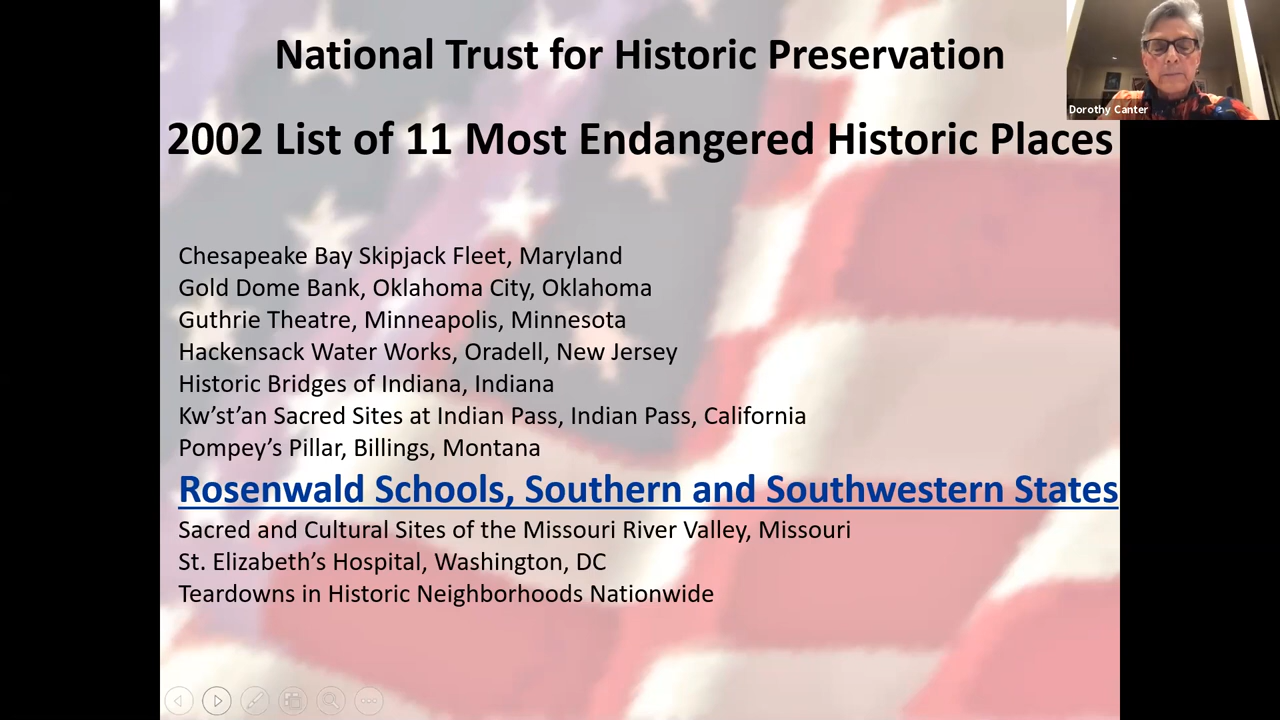 National Trust for Historic Preservation
2002 List of 11 Most Endangered Historic Places
Dorothy Canter
Chesapeake Bay Skipjack Fleet, Maryland
Gold Dome Bank, Oklahoma City, Oklahoma
Guthrie Theatre, Minneapolis, Minnesota
Hackensack Water Works, Oradell, New Jersey
Historic Bridges of Indiana, Indiana
Kw’st’an Sacred Sites at Indian Pass, Indian Pass, California
Pompey’s Pillar, Billings, Montana
Rosenwald Schools, Southern and Southwestern States
Sacred and Cultural Sites of the Missouri River Valley, Missouri
St. Elizabeth’s Hospital, Washington, DC
Teardowns in Historic Neighborhoods Nationwide